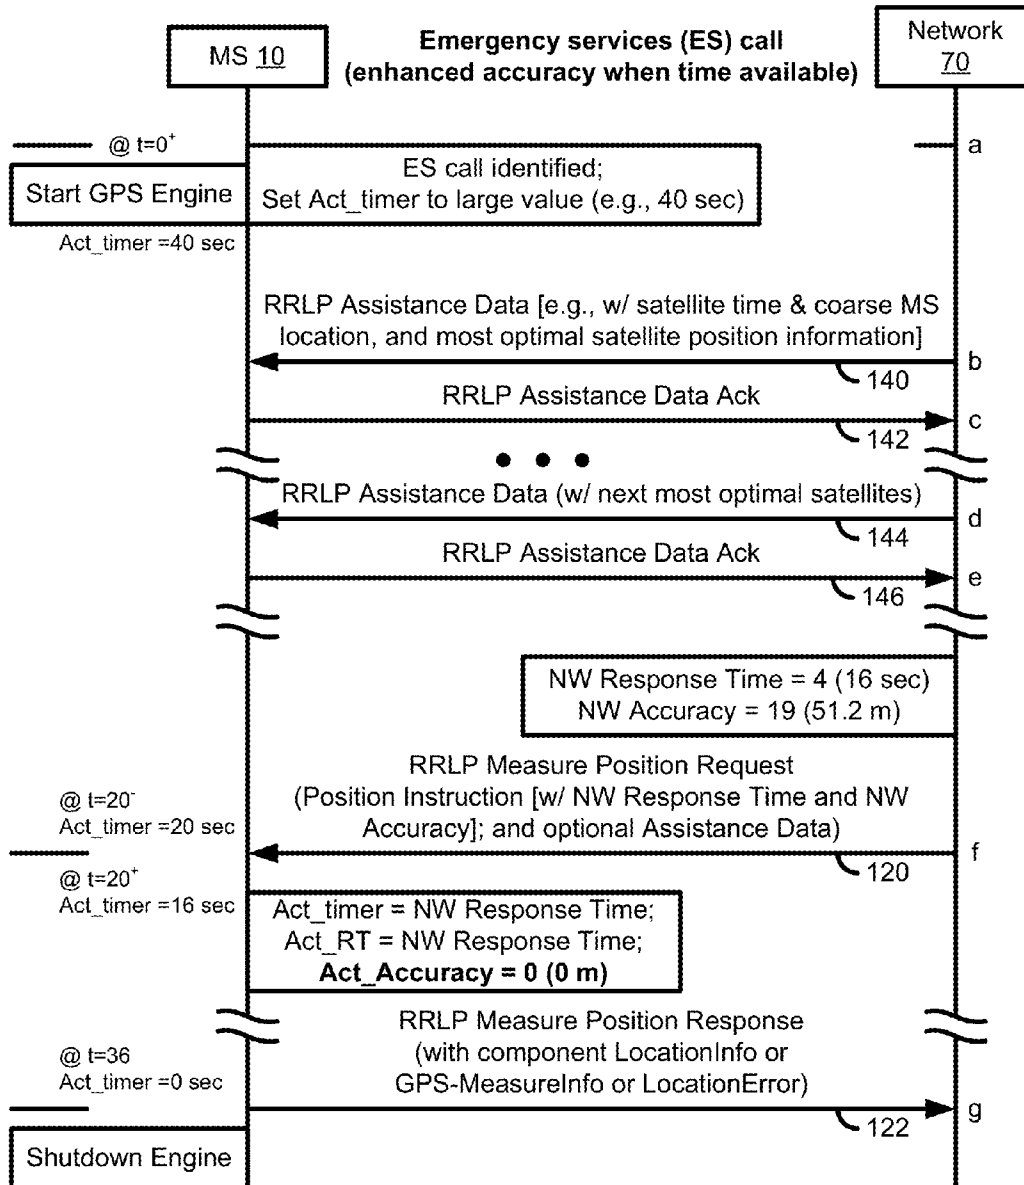 MS 10
Emergency services (ES) call
(enhanced accuracy when time available)
Network
70
@ t=0⁺
a
ES call identified;
Set Act_timer to large value (e.g., 40 sec)
Start GPS Engine
Act_timer =40 sec
RRLP Assistance Data [e.g., w/ satellite time & coarse MS
location, and most optimal satellite position information]
b
140
RRLP Assistance Data Ack
c
142
• • •
RRLP Assistance Data (w/ next most optimal satellites)
d
144
RRLP Assistance Data Ack
e
146
NW Response Time = 4 (16 sec)
NW Accuracy = 19 (51.2 m)
RRLP Measure Position Request
(Position Instruction [w/ NW Response Time and NW
Accuracy]; and optional Assistance Data)
@ t=20⁻
Act_timer =20 sec
f
120
@ t=20⁺
Act_timer =16 sec
Act_timer = NW Response Time;
Act_RT = NW Response Time;
Act_Accuracy = 0 (0 m)
RRLP Measure Position Response
(with component LocationInfo or
GPS-MeasureInfo or LocationError)
@ t=36
Act_timer =0 sec
g
122
Shutdown Engine